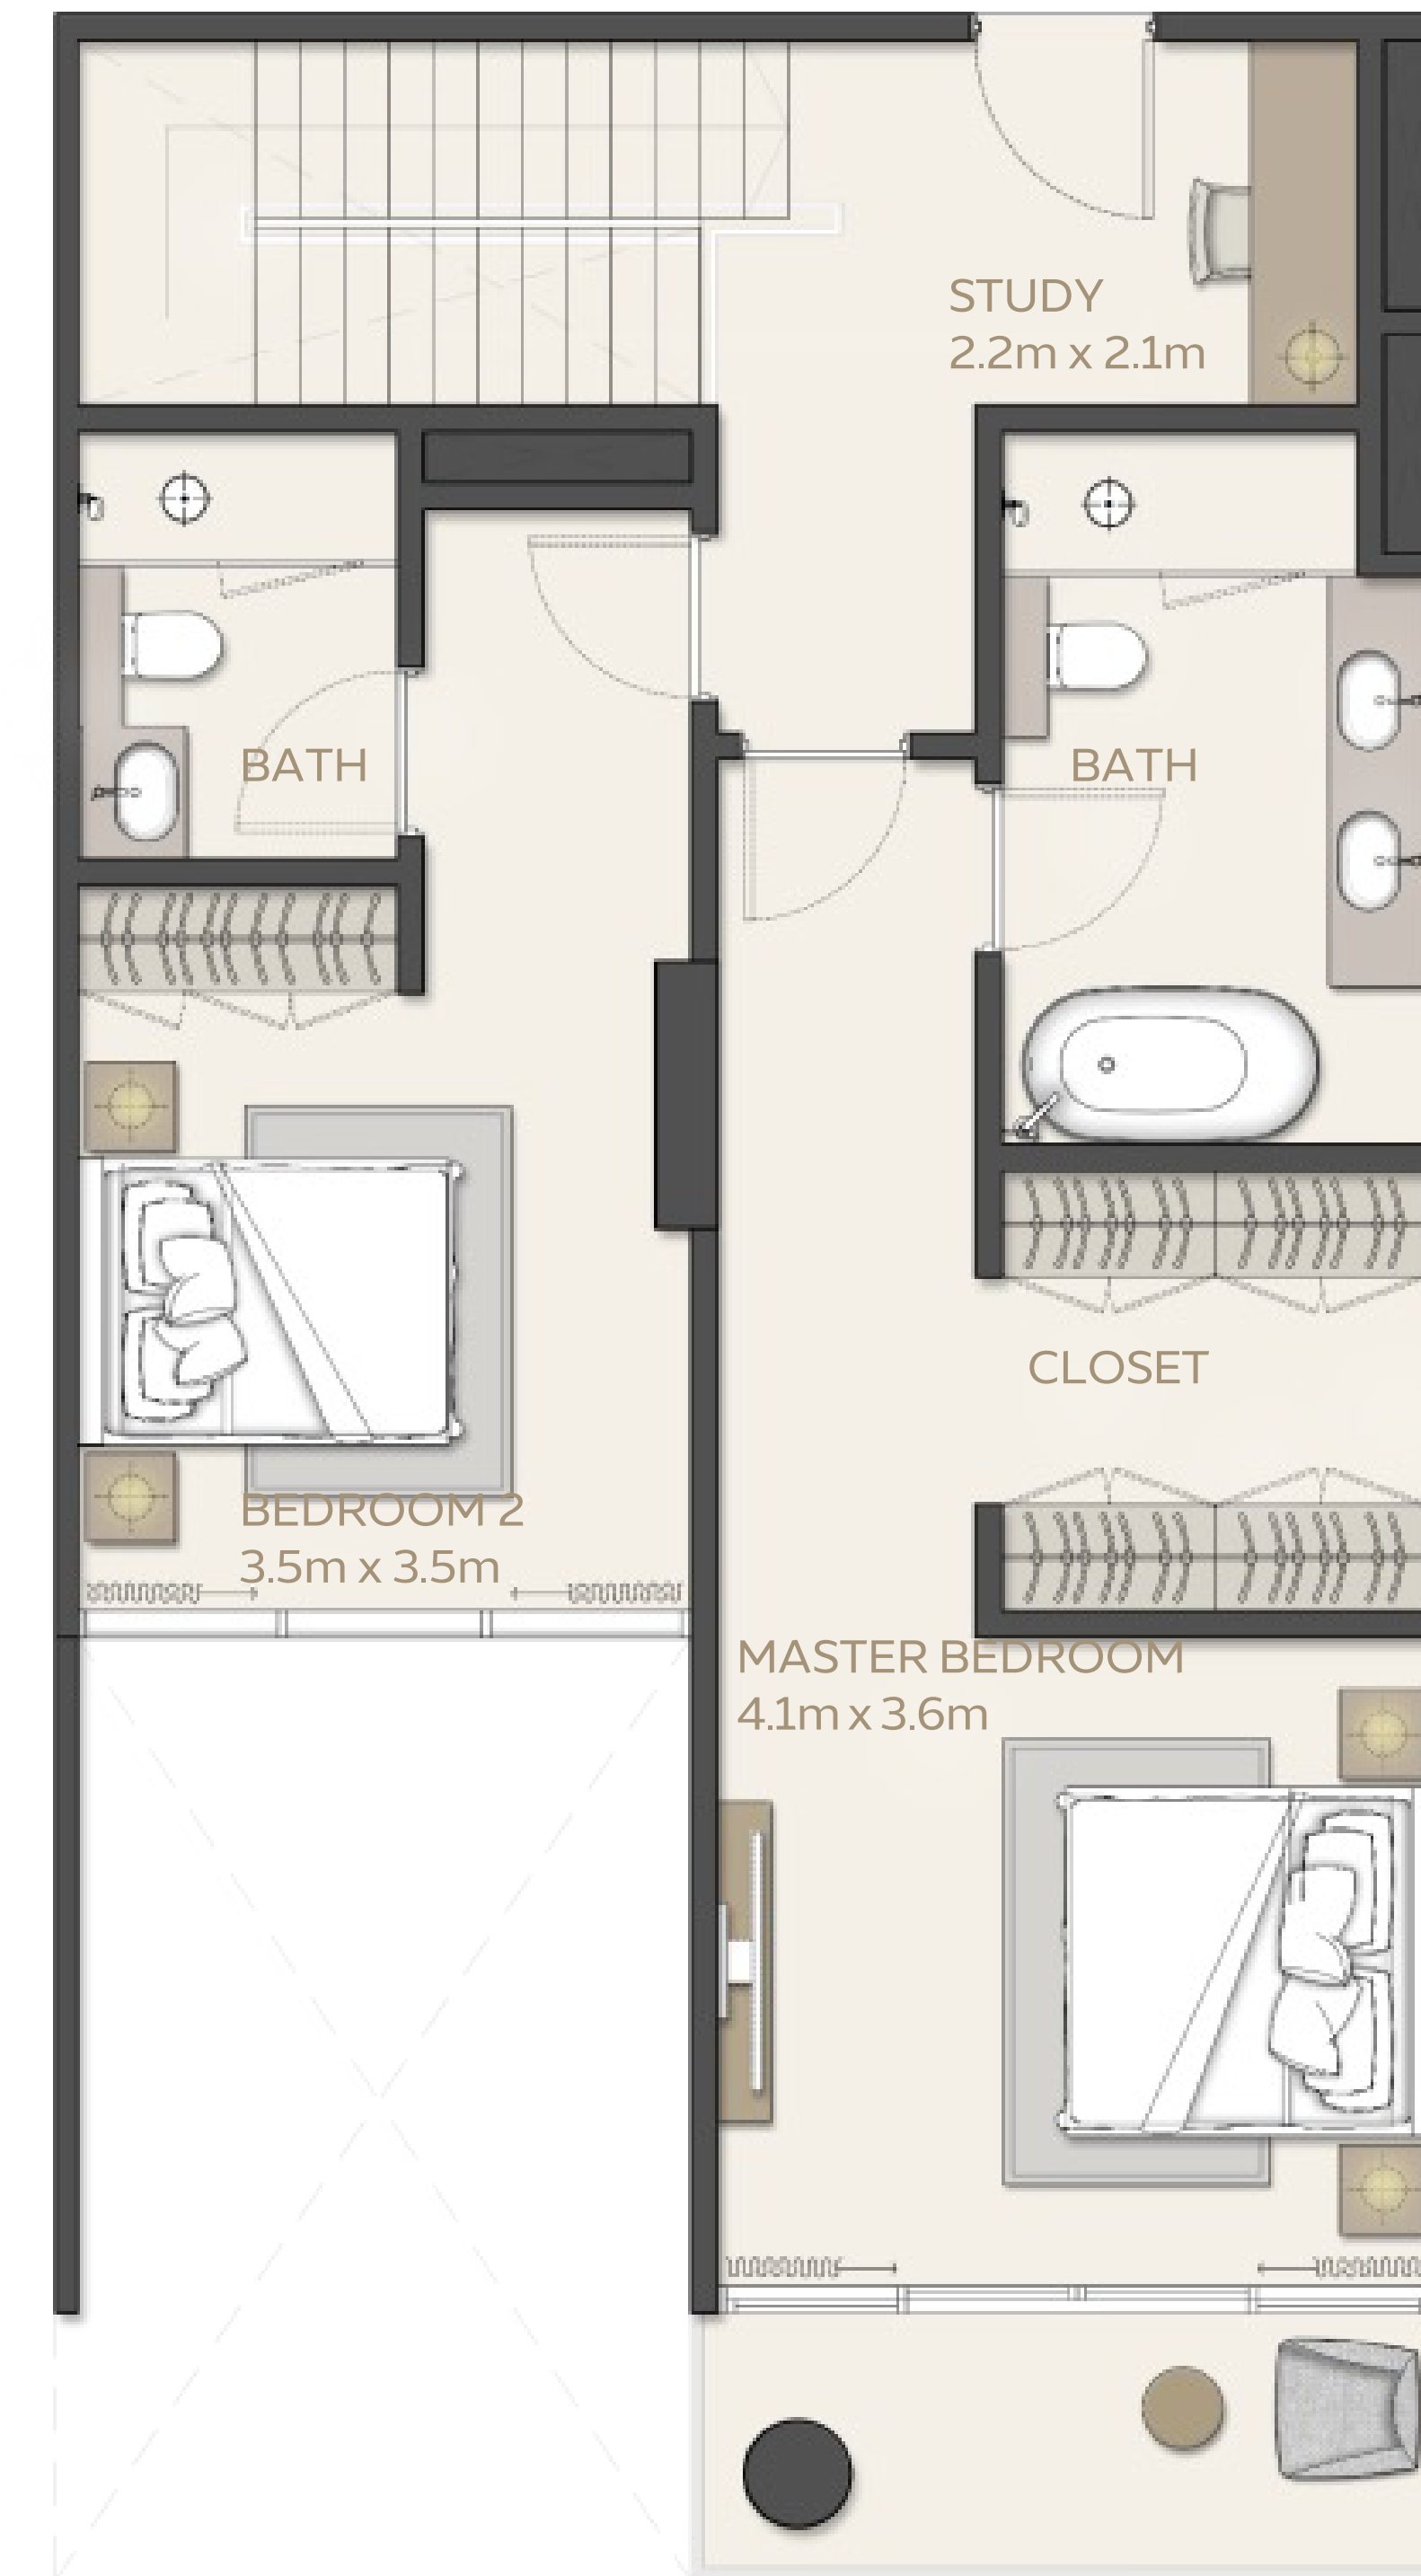 STUDY
2.2m x 2.1m
BATH
BATH
CLOSET
BEDROOM 2
3.5m x 3.5m
MASTER BEDROOM
4.1m x 3.6m